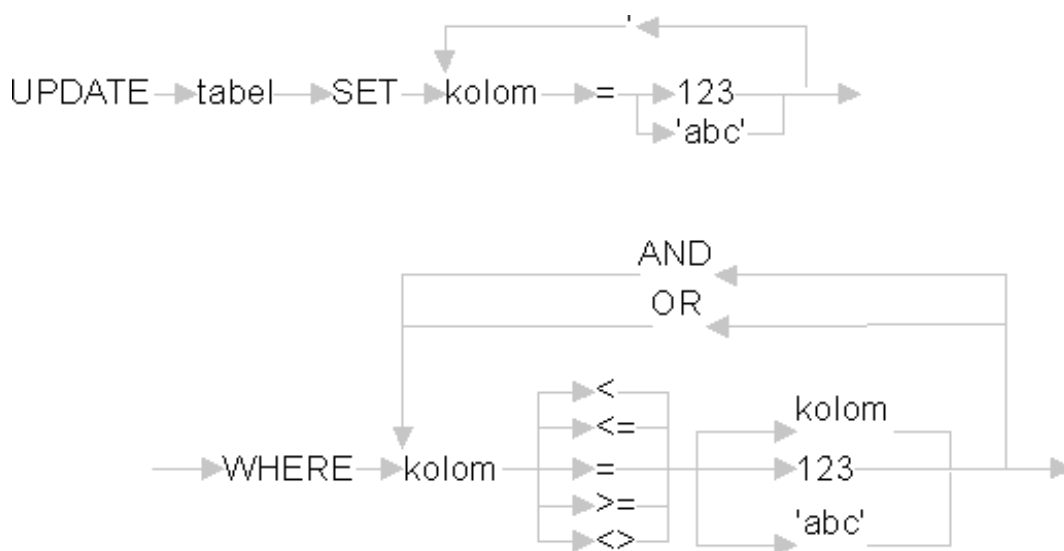 '
UPDATE tabel SET kolom = 123
'abc'
AND
OR
<
<=
kolom
WHERE kolom = 123
>=
'abc'
<>